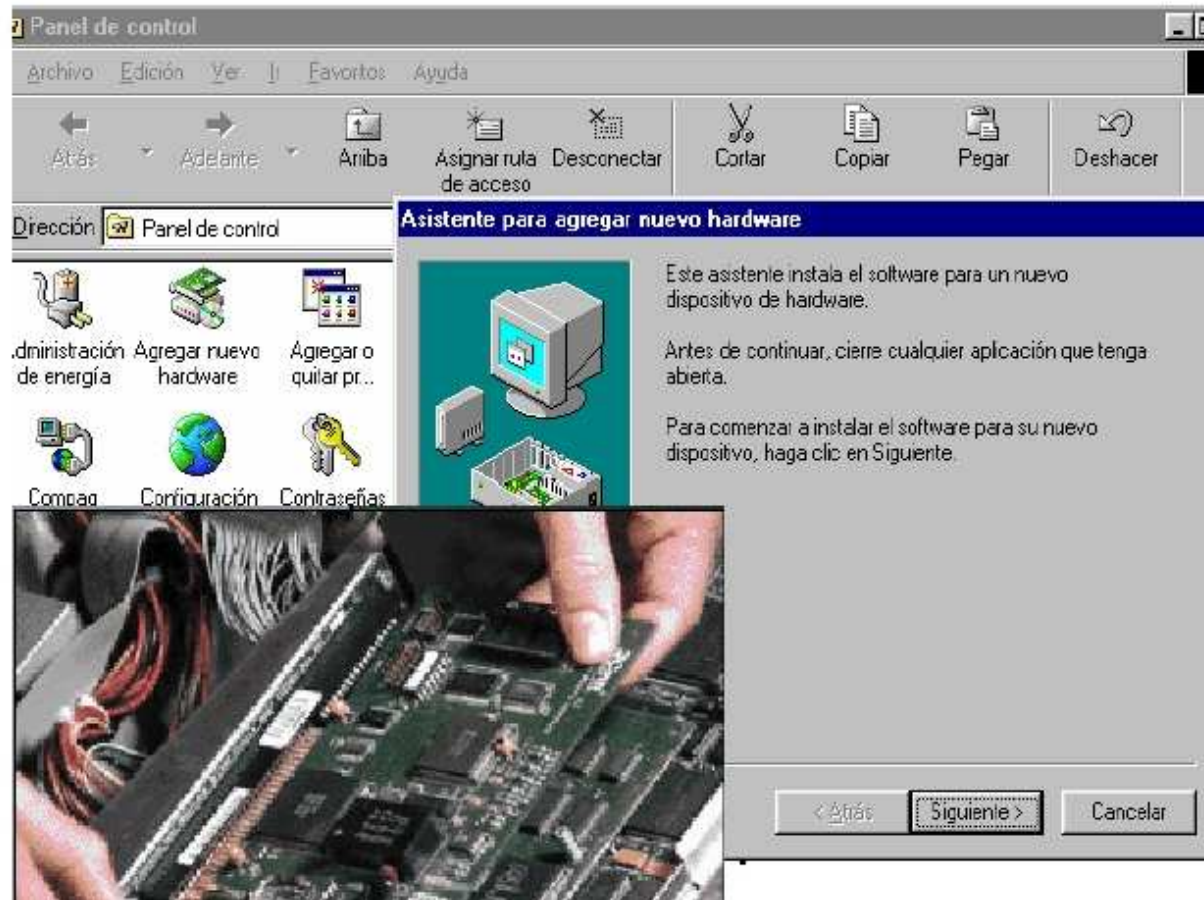 Panel de control
Archivo Edición Ver Ir Favoritos Ayuda
Atrás Adelante Arriba Asignar ruta de acceso Desconectar Cortar Copiar Pegar Deshacer
Dirección Panel de control
Asistente para agregar nuevo hardware
Este asistente instala el software para un nuevo
dispositivo de hardware.
Antes de continuar, cierre cualquier aplicación que tenga
abierta.
Para comenzar a instalar el software para su nuevo
dispositivo, haga clic en Siguiente.
dministración de energía
Agregar nuevo hardware
Agregar o quitar pr...
Compaq
Configuración
Contraseñas
< Atrás Siguiente > Cancelar